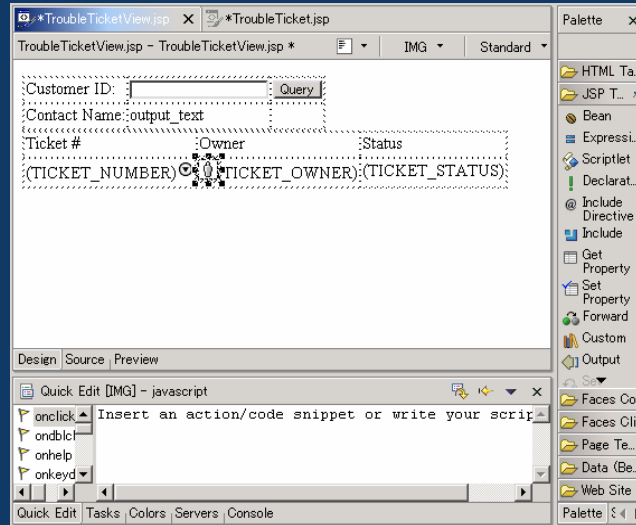 *TroubleTicketView.jsp
*TroubleTicket.jsp
TroubleTicketView.jsp - TroubleTicketView.jsp *
IMG
Standard
Customer ID:
Query
Contact Name:
output_text
Ticket #
Owner
Status
(TICKET_NUMBER)
TICKET_OWNER)
(TICKET_STATUS)
Design
Source
Preview
Quick Edit [IMG] - javascript
onclick
ondblcl
onhelp
onkeyd
Insert an action/code snippet or write your scrip
Quick Edit
Tasks
Colors
Servers
Console
Palette
HTML Ta...
JSP T...
Bean
Expressi...
Scriptlet
Declarat...
Include
Directive
Include
Get
Property
Set
Property
Forward
Custom
Output
Se
Faces Co
Faces Cli
Page Te...
Data (Be...
Web Site
Palette